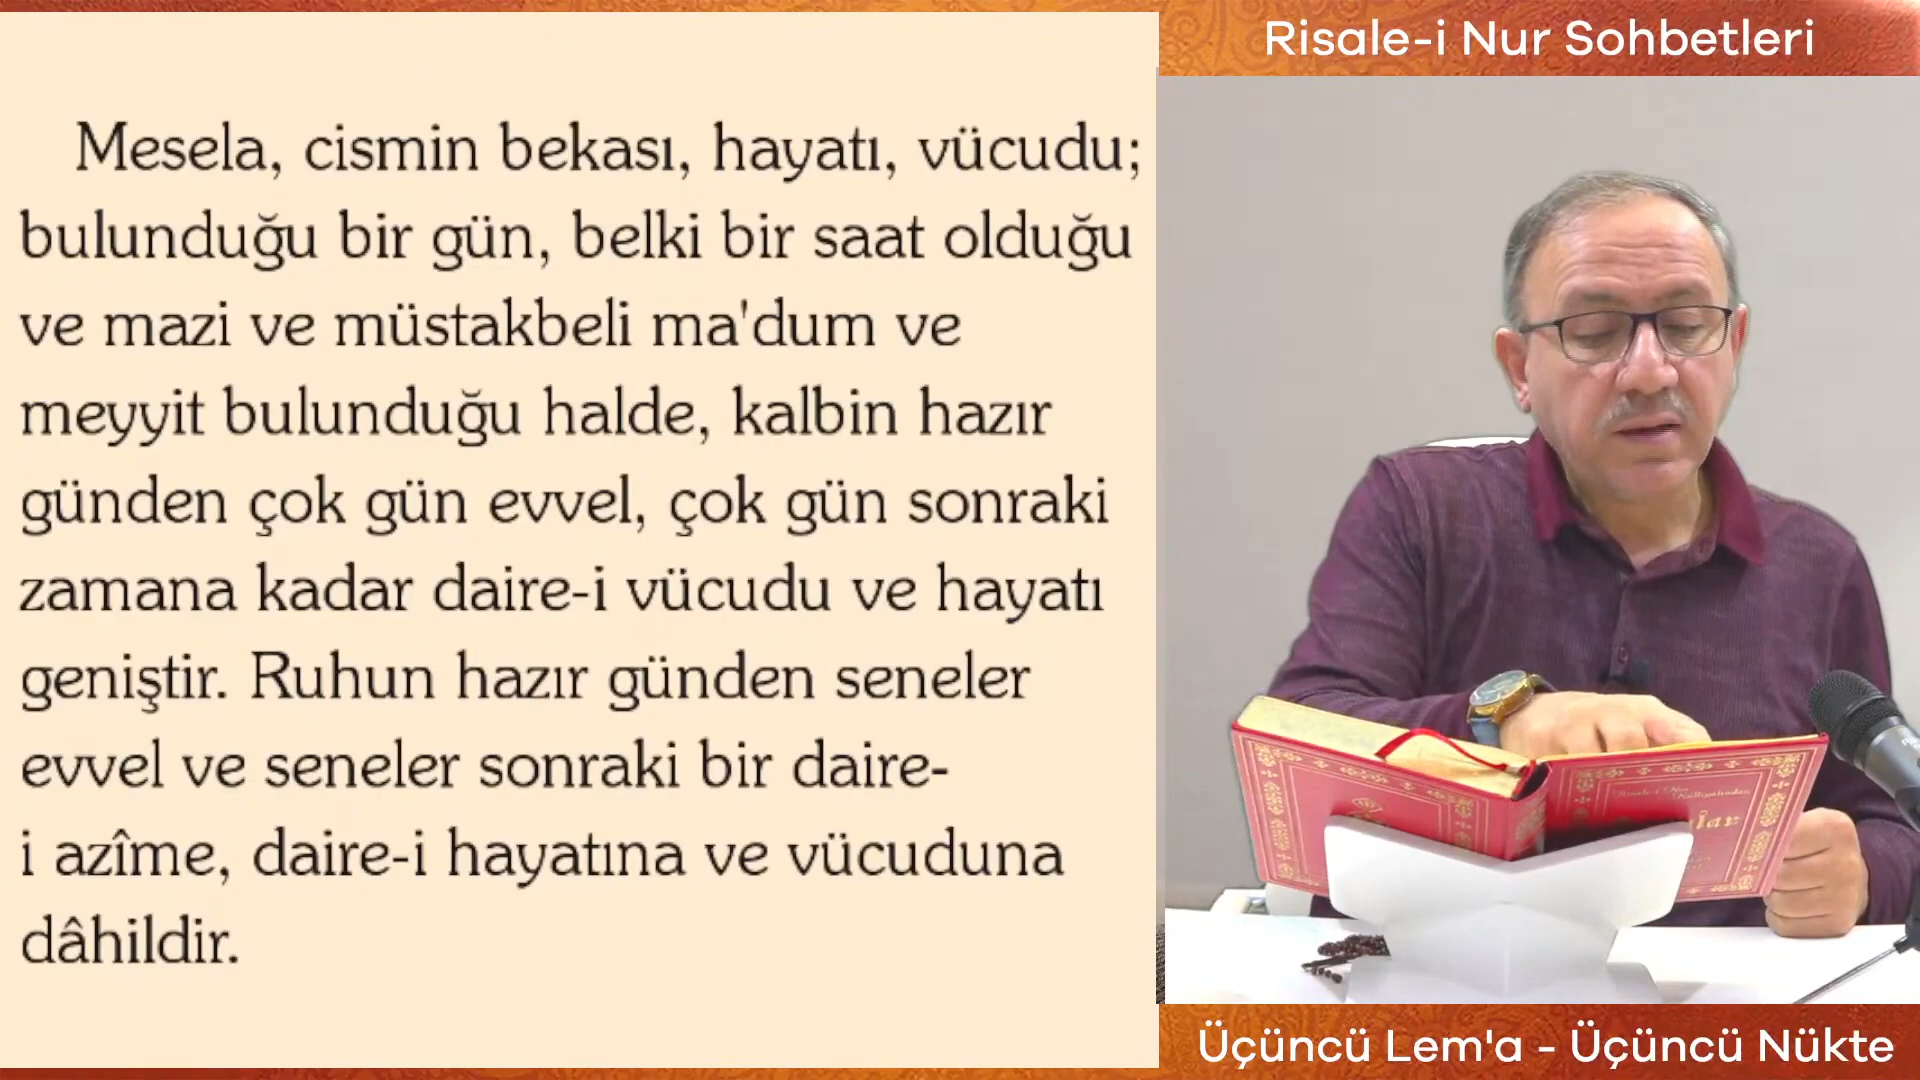 Risale-i Nur Sohbetleri
Mesela, cismin bekası, hayatı, vücudu;
bulunduğu bir gün, belki bir saat olduğu
ve mazi ve müstakbeli ma'dum ve
meyyit bulunduğu halde, kalbin hazır
günden çok gün evvel, çok gün sonraki
zamana kadar daire-i vücudu ve hayatı
geniştir. Ruhun hazır günden seneler
evvel ve seneler sonraki bir daire-
i azîme, daire-i hayatına ve vücuduna
dâhildir.
Risale-i Nur
Külliyatından
Üçüncü Lem'a - Üçüncü Nükte